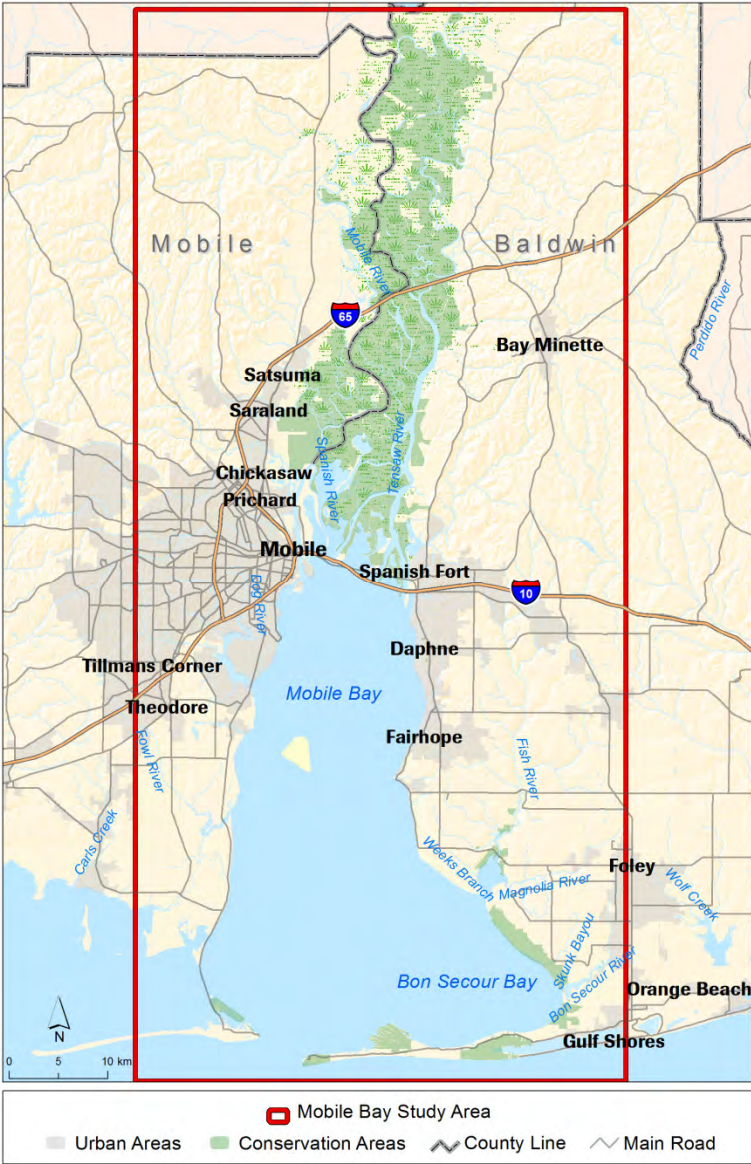 Mobile
Baldwin
Mobile River
65
Perdido River
Bay Minette
Satsuma
Saraland
Spanish River
Tensaw River
Chickasaw
Prichard
Mobile
Spanish Fort
10
Dog River
Daphne
Tillmans Corner
Mobile Bay
Theodore
Fairhope
Fowl River
Fish River
Carls Creek
Weeks Branch
Magnolia River
Foley
Wolf Creek
Skunk Bayou
Bon Secour Bay
Bon Secour River
Orange Beach
N
Gulf Shores
0 5 10 km
Mobile Bay Study Area
Urban Areas Conservation Areas County Line Main Road